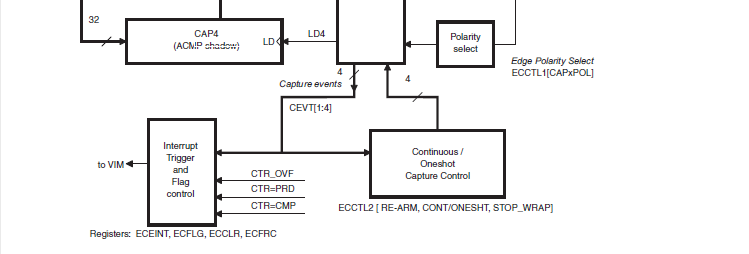 32
CAP4
(ACMP shadow)
LD
LD4
Polarity
select
Edge Polarity Select
ECCTL1[CAPxPOL]
4
Capture events
4
CEVT[1:4]
Interrupt
Trigger
and
Flag
control
to VIM
CTR_OVF
CTR=PRD
CTR=CMP
Continuous /
Oneshot
Capture Control
ECCTL2 [ RE-ARM, CONT/ONESHT, STOP_WRAP]
Registers: ECEINT, ECFLG, ECCLR, ECFRC